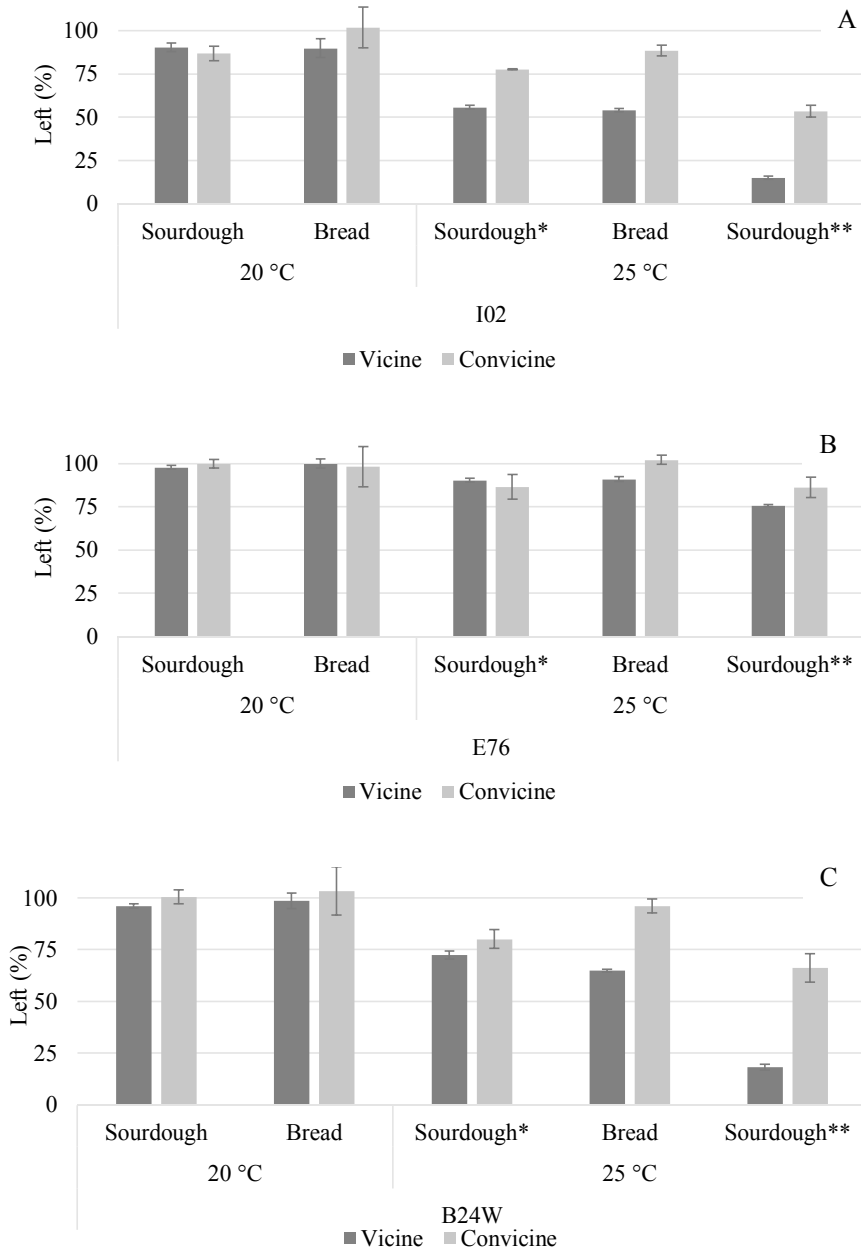 A
100
75
50
25
0
Left (%)
Sourdough Bread Sourdough* Bread Sourdough**
20 °C 25 °C
I02
Vicine Convicine
B
100
75
50
25
0
Left (%)
Sourdough Bread Sourdough* Bread Sourdough**
20 °C 25 °C
E76
Vicine Convicine
C
100
75
50
25
0
Left (%)
Sourdough Bread Sourdough* Bread Sourdough**
20 °C 25 °C
B24W
Vicine Convicine